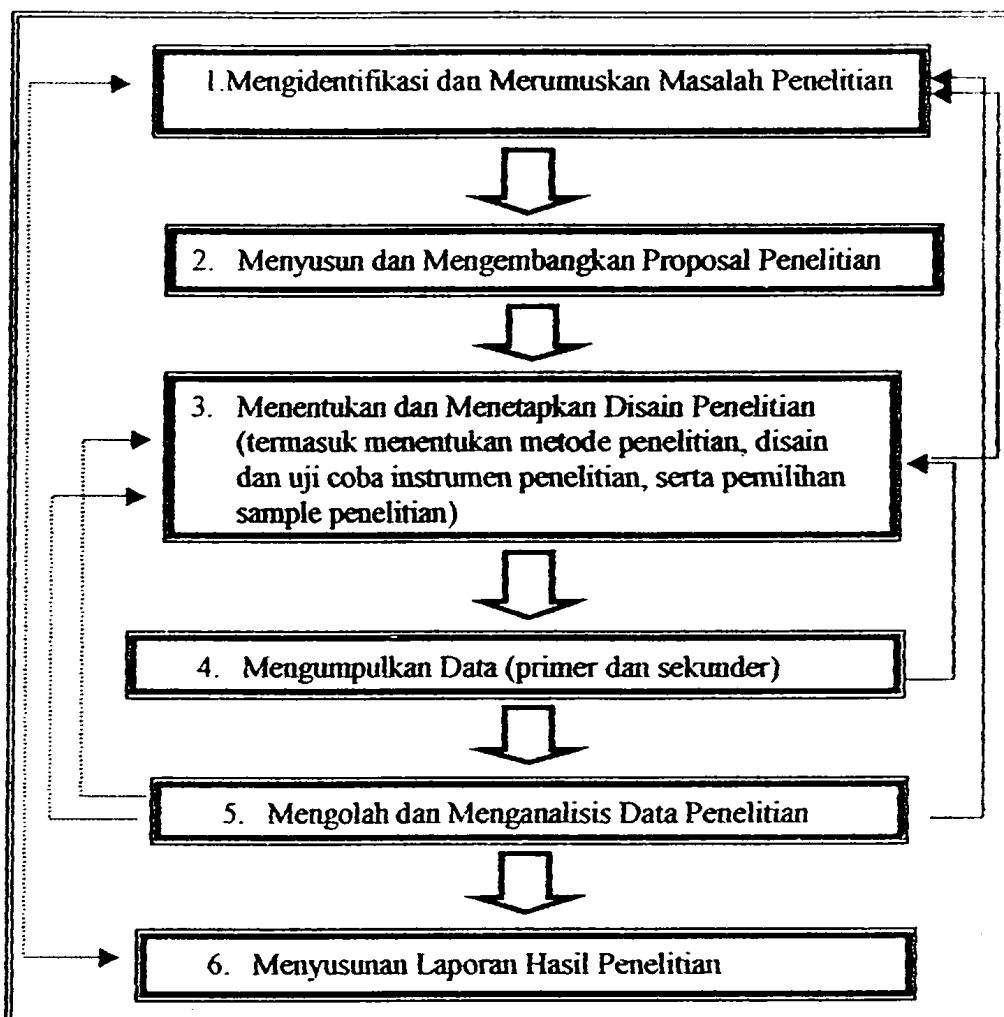 1.Mengidentifikasi dan Merumuskan Masalah Penelitian
2. Menyusun dan Mengembangkan Proposal Penelitian
3. Menentukan dan Menetapkan Disain Penelitian
(termasuk menentukan metode penelitian, disain
dan uji coba instrumen penelitian, serta pemilihan
sample penelitian)
4. Mengumpulkan Data (primer dan sekunder)
5. Mengolah dan Menganalisis Data Penelitian
6. Menyusunan Laporan Hasil Penelitian